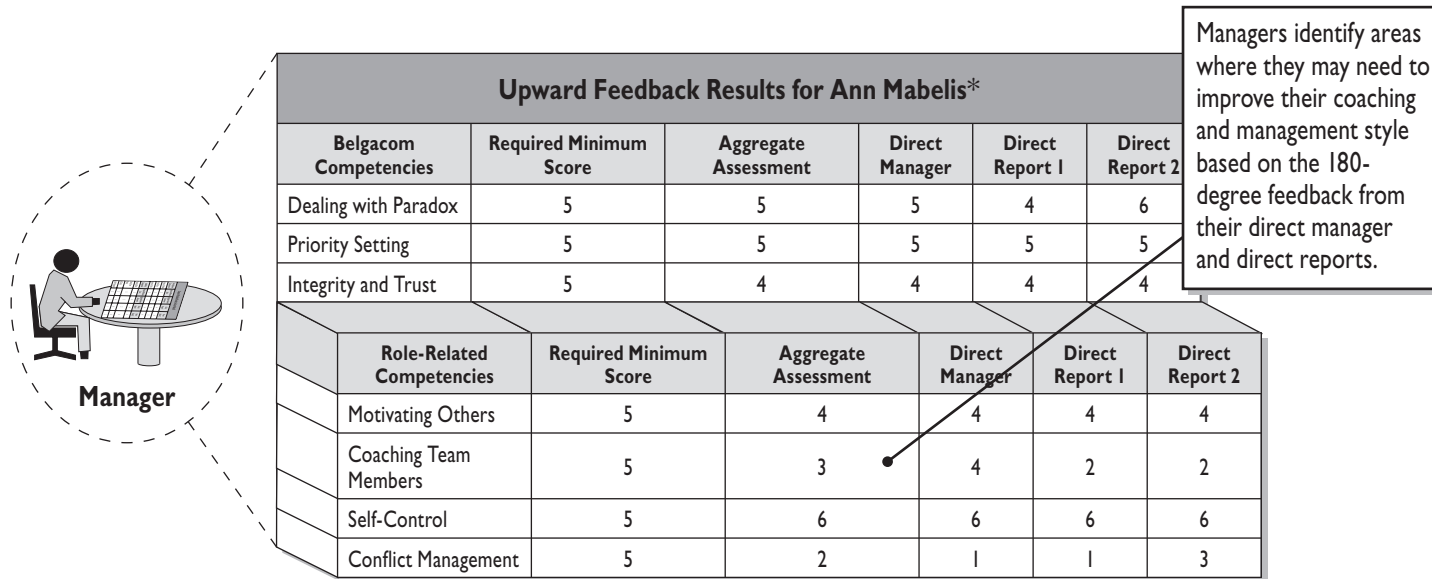 Upward Feedback Results for Ann Mabelis*
Belgacom Competencies Required Minimum Score Aggregate Assessment Direct Manager Direct Report 1 Direct Report 2
Dealing with Paradox 5 5 5 4 6
Priority Setting 5 5 5 5 5
Integrity and Trust 5 4 4 4 4
Role-Related Competencies Required Minimum Score Aggregate Assessment Direct Manager Direct Report 1 Direct Report 2
Motivating Others 5 4 4 4 4
Coaching Team Members 5 3 4 2 2
Self-Control 5 6 6 6 6
Conflict Management 5 2 1 1 3
Manager
Managers identify areas
where they may need to
improve their coaching
and management style
based on the 180-
degree feedback from
their direct manager
and direct reports.